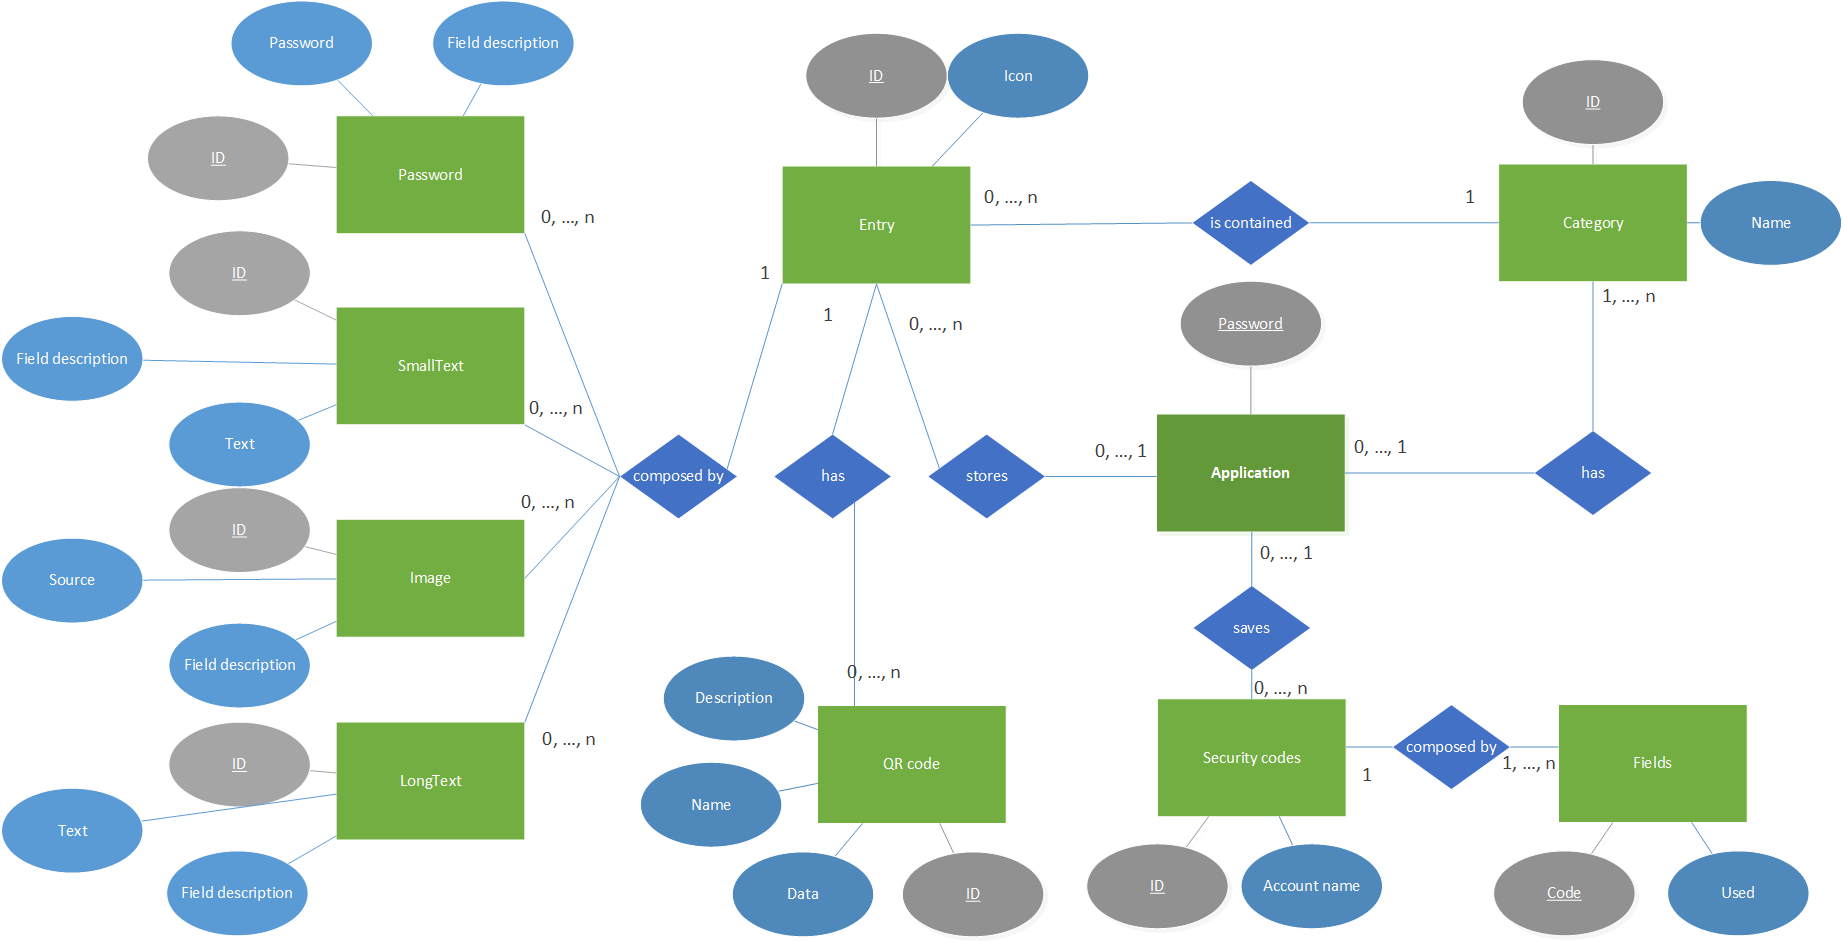 Password
Field description
ID
Password
0, ..., n
ID
Field description
SmallText
0, ..., n
Text
ID
0, ..., n
Source
Image
Field description
ID
LongText
0, ..., n
Text
Field description
composed by
1
ID
Icon
Entry
0, ..., n
is contained
1
ID
Category
Name
1, ..., n
1
0, ..., n
has
stores
0, ..., 1
Password
Application
0, ..., 1
has
0, ..., 1
saves
0, ..., n
0, ..., n
Description
QR code
Name
Data
ID
Security codes
1
composed by
1, ..., n
Fields
ID
Account name
Code
Used